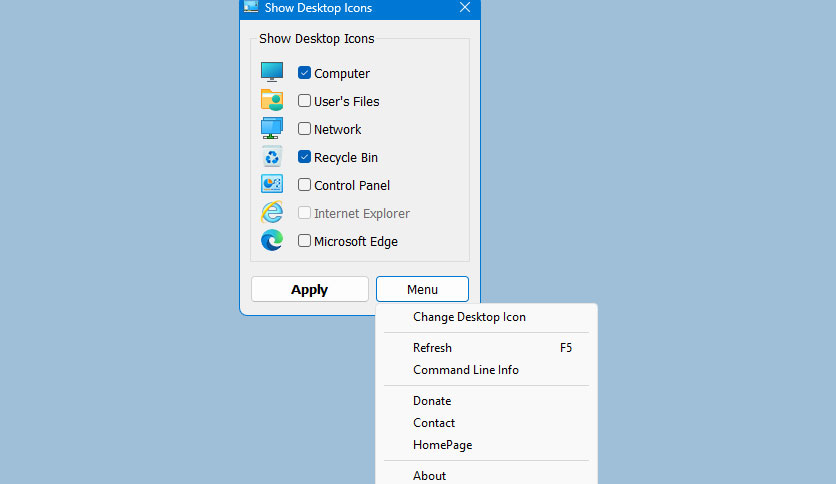 Show Desktop Icons
Show Desktop Icons
Computer
User's Files
Network
Recycle Bin
Control Panel
Internet Explorer
Microsoft Edge
Apply Menu
Change Desktop Icon
Refresh F5
Command Line Info
Donate
Contact
HomePage
About